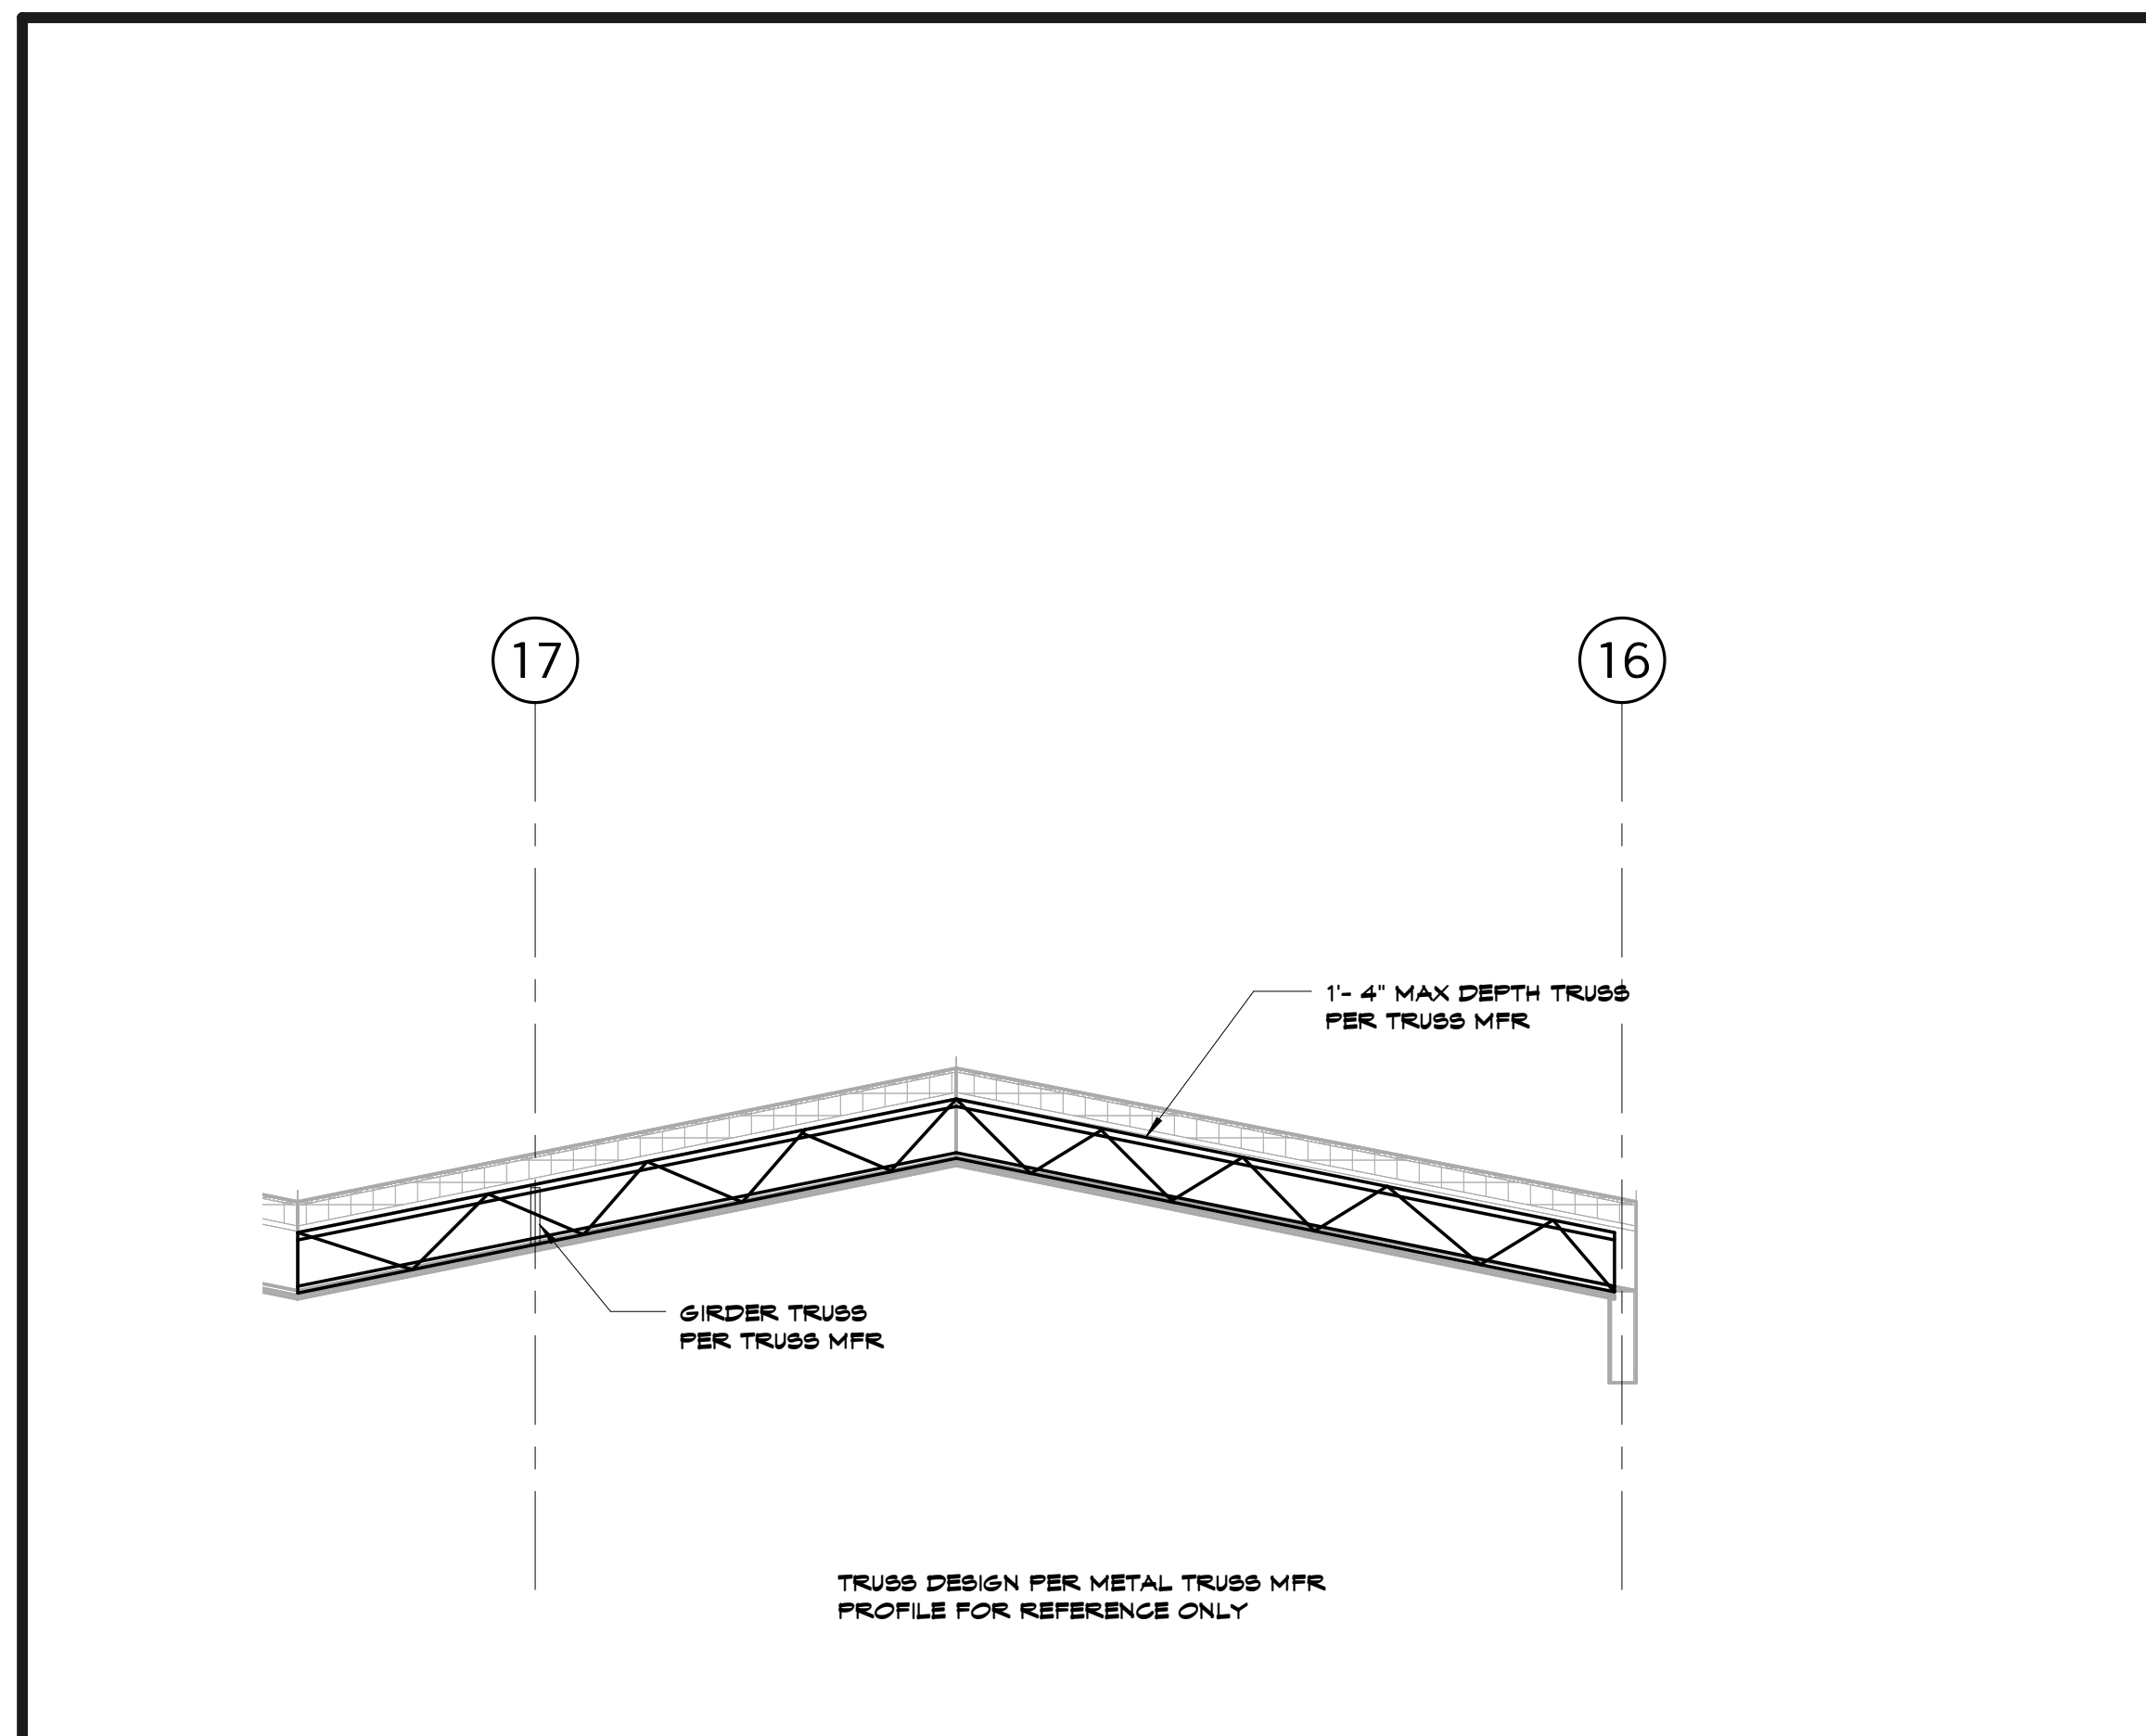 17
16
1'- 4" MAX DEPTH TRUSS
PER TRUSS MFR
GIRDER TRUSS
PER TRUSS MFR
TRUSS DESIGN PER METAL TRUSS MFR
PROFILE FOR REFERENCE ONLY